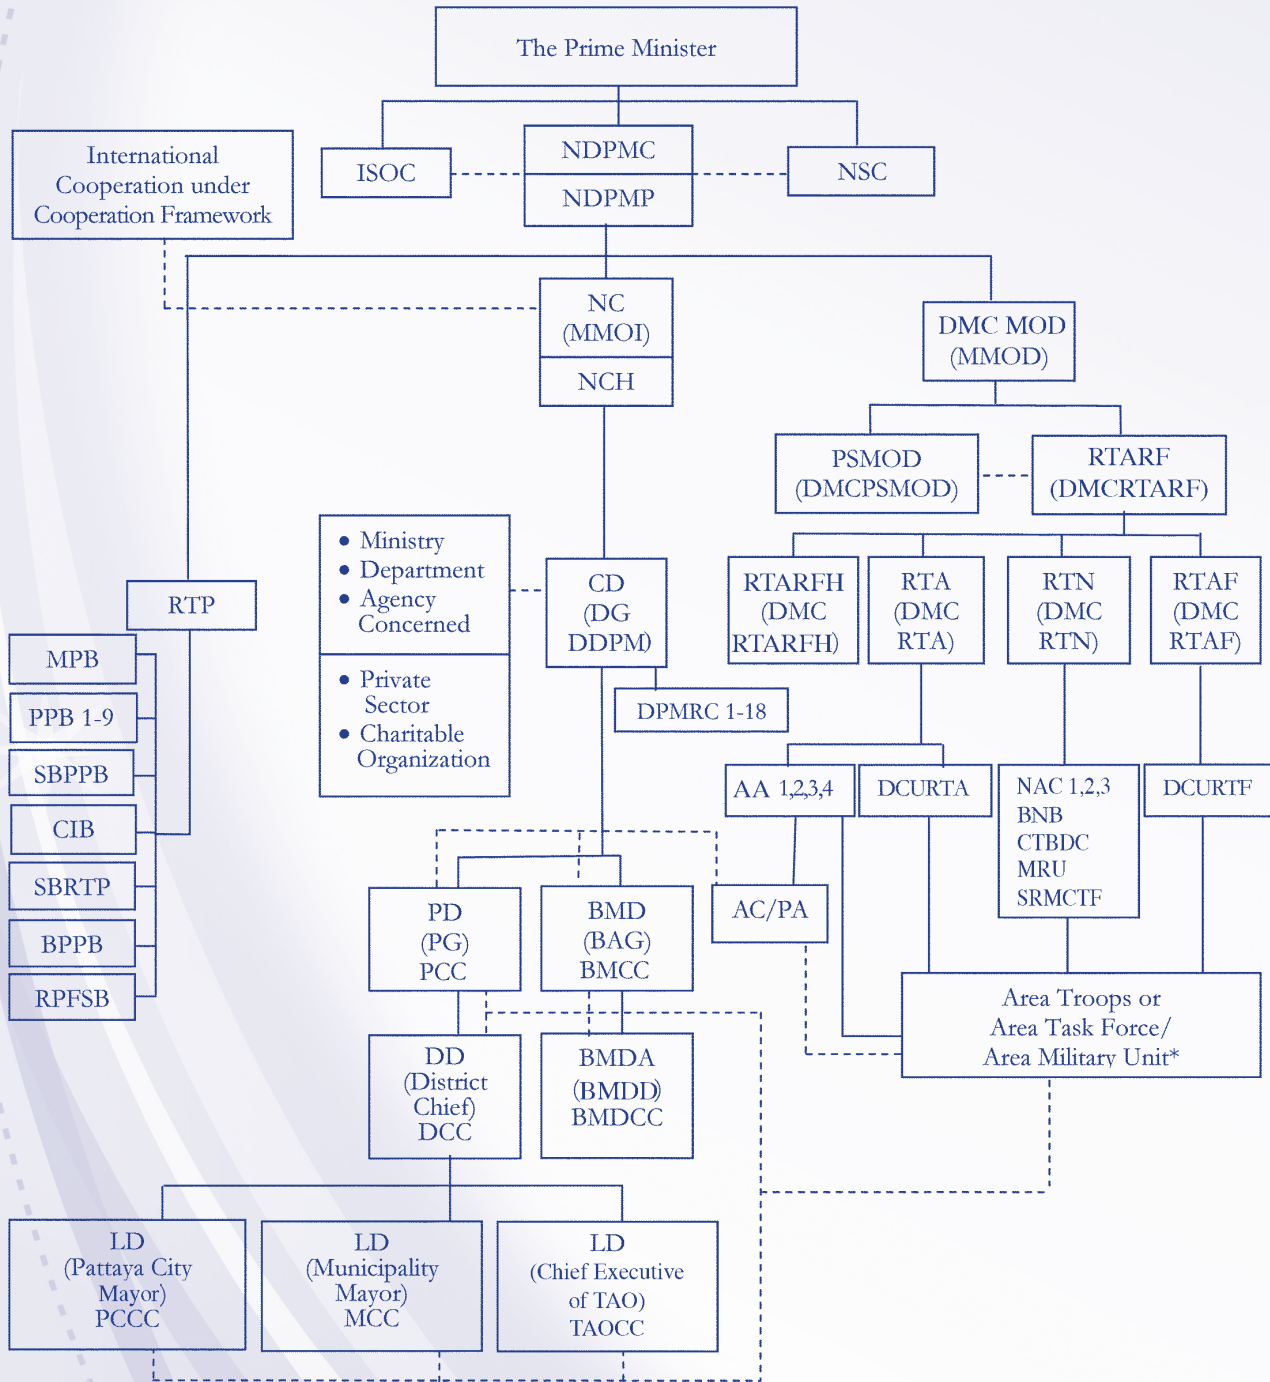 The Prime Minister
International
Cooperation under
Cooperation Framework
ISOC
NDPMC
NDPMP
NSC
NC
(MMOI)
NCH
DMC MOD
(MMOD)
PSMOD
(DMCPSMOD)
RTARF
(DMCRTARF)
• Ministry
• Department
• Agency
Concerned
• Private
Sector
• Charitable
Organization
CD
(DG
DDPM)
DPMRC 1-18
RTARFH
(DMC
RTARFH)
RTA
(DMC
RTA)
RTN
(DMC
RTN)
RTAF
(DMC
RTAF)
RTP
MPB
PPB 1-9
SBPPB
CIB
SBRTP
BPPB
RPFSB
AA 1,2,3,4
DCURTA
NAC 1,2,3
BNB
CTBDC
MRU
SRMCTF
DCURTF
PD
(PG)
PCC
BMD
(BAG)
BMCC
AC/PA
Area Troops or
Area Task Force/
Area Military Unit*
DD
(District
Chief)
DCC
BMDA
(BMDD)
BMDCC
LD
(Pattaya City
Mayor)
PCCC
LD
(Municipality
Mayor)
MCC
LD
(Chief Executive
of TAO)
TAOCC